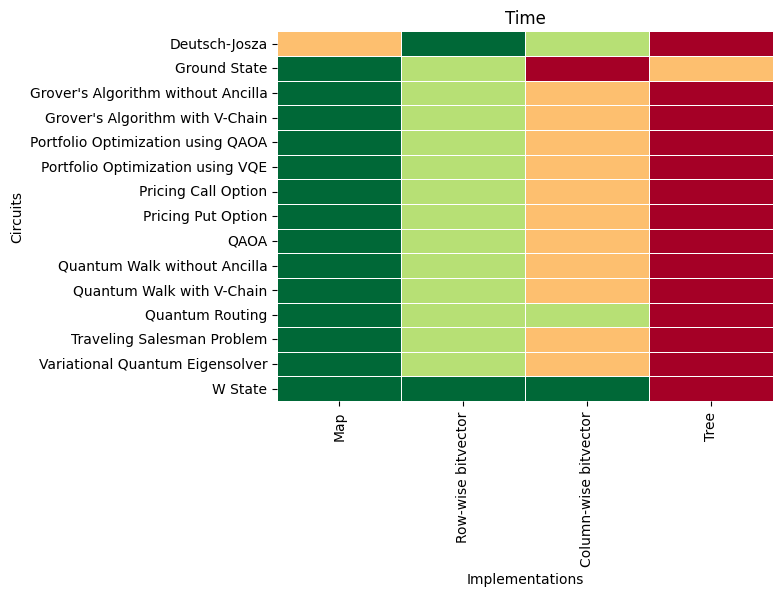 Time
Circuits
Deutsch-Josza
Ground State
Grover's Algorithm without Ancilla
Grover's Algorithm with V-Chain
Portfolio Optimization using QAOA
Portfolio Optimization using VQE
Pricing Call Option
Pricing Put Option
QAOA
Quantum Walk without Ancilla
Quantum Walk with V-Chain
Quantum Routing
Traveling Salesman Problem
Variational Quantum Eigensolver
W State
Map
Row-wise bitvector
Column-wise bitvector
Tree
Implementations